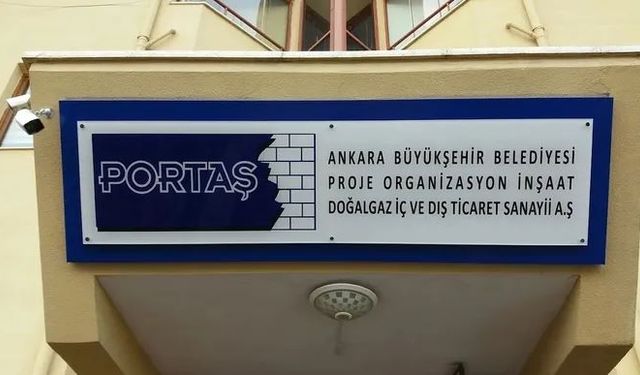 PORTAŞ
ANKARA BÜYÜKŞEHİR BELEDİYESİ
PROJE ORGANİZASYON İNŞAAT
DOĞALGAZ İÇ VE DIŞ TİCARET SANAYİİ A.Ş